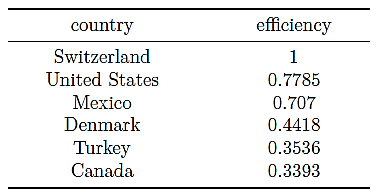 country efficiency
Switzerland 1
United States 0.7785
Mexico 0.707
Denmark 0.4418
Turkey 0.3536
Canada 0.3393